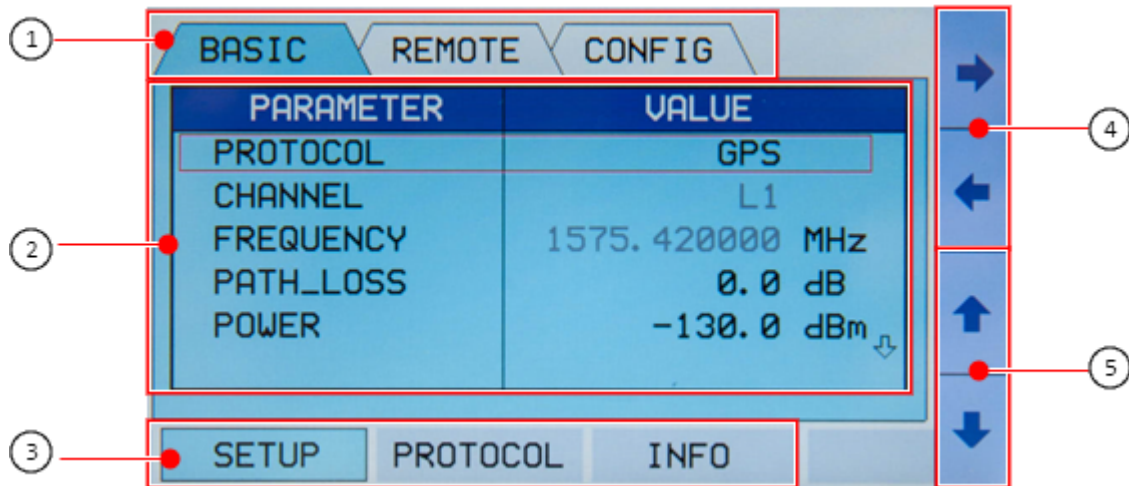 1
BASIC REMOTE CONFIG
4
PARAMETER VALUE
PROTOCOL GPS
CHANNEL L1
2
FREQUENCY 1575.420000 MHz
PATH_LOSS 0.0 dB
POWER -130.0 dBm
5
3
SETUP PROTOCOL INFO